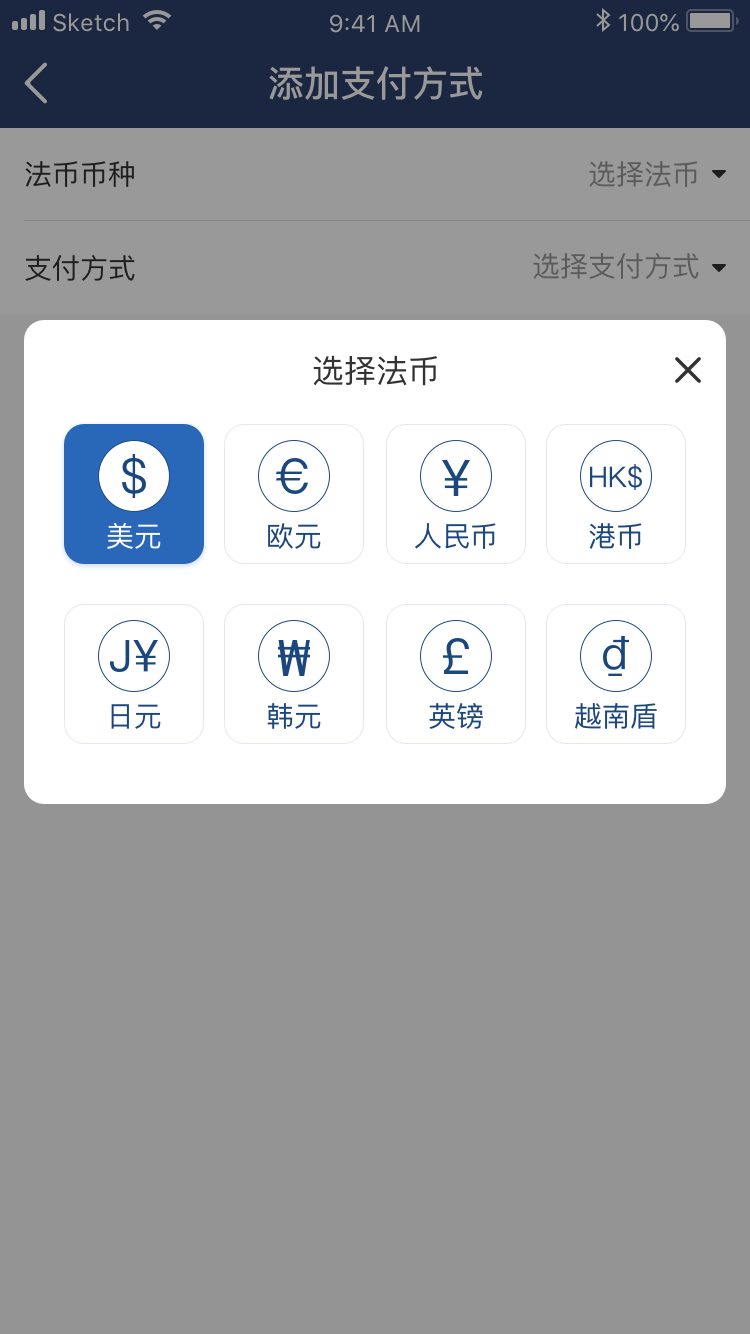 Sketch 9:41 AM 100%
添加支付方式
法币币种 选择法币
支付方式 选择支付方式
选择法币
$ € ¥ HK$
美元 欧元 人民币 港币
J¥ ₩ £ ₫
日元 韩元 英镑 越南盾